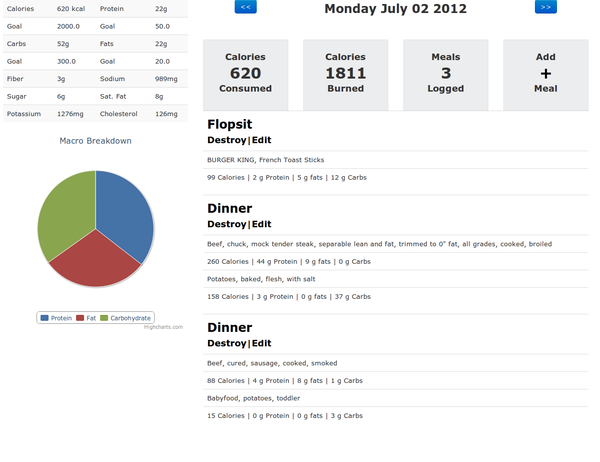 Calories 620 kcal Protein 22g
Goal 2000.0 Goal 50.0
Carbs 52g Fats 22g
Goal 300.0 Goal 20.0
Fiber 3g Sodium 989mg
Sugar 6g Sat. Fat 8g
Potassium 1276mg Cholesterol 126mg
Macro Breakdown
Protein Fat Carbohydrate
Highcharts.com
<< Monday July 02 2012 >>
Calories
620
Consumed
Calories
1811
Burned
Meals
3
Logged
Add
+
Meal
Flopsit
Destroy|Edit
BURGER KING, French Toast Sticks
99 Calories | 2 g Protein | 5 g fats | 12 g Carbs
Dinner
Destroy|Edit
Beef, chuck, mock tender steak, separable lean and fat, trimmed to 0" fat, all grades, cooked, broiled
260 Calories | 44 g Protein | 9 g fats | 0 g Carbs
Potatoes, baked, flesh, with salt
158 Calories | 3 g Protein | 0 g fats | 37 g Carbs
Dinner
Destroy|Edit
Beef, cured, sausage, cooked, smoked
88 Calories | 4 g Protein | 8 g fats | 1 g Carbs
Babyfood, potatoes, toddler
15 Calories | 0 g Protein | 0 g fats | 3 g Carbs